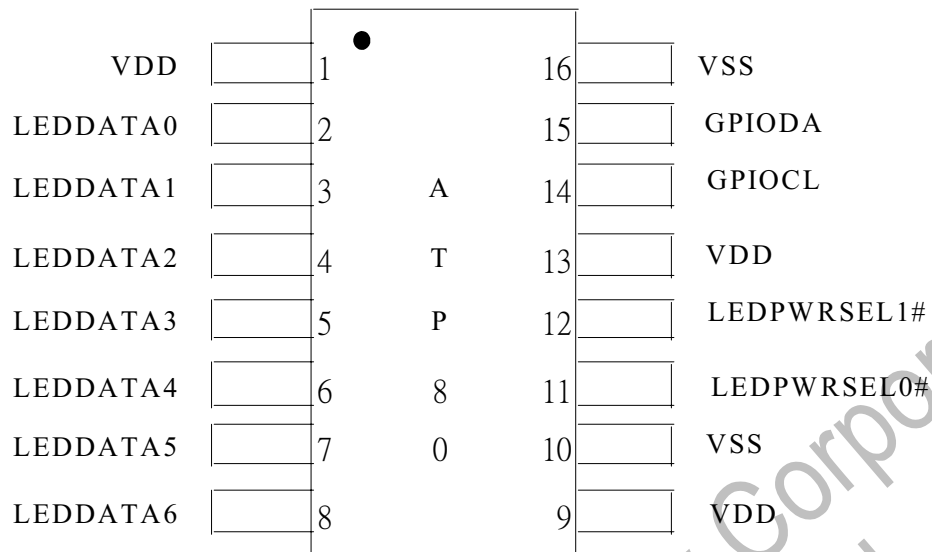 VDD 1 16 VSS
LEDDATA0 2 15 GPIODA
LEDDATA1 3 A 14 GPIOCL
LEDDATA2 4 T 13 VDD
LEDDATA3 5 P 12 LEDPWRSEL1#
LEDDATA4 6 8 11 LEDPWRSEL0#
LEDDATA5 7 0 10 VSS
LEDDATA6 8 9 VDD